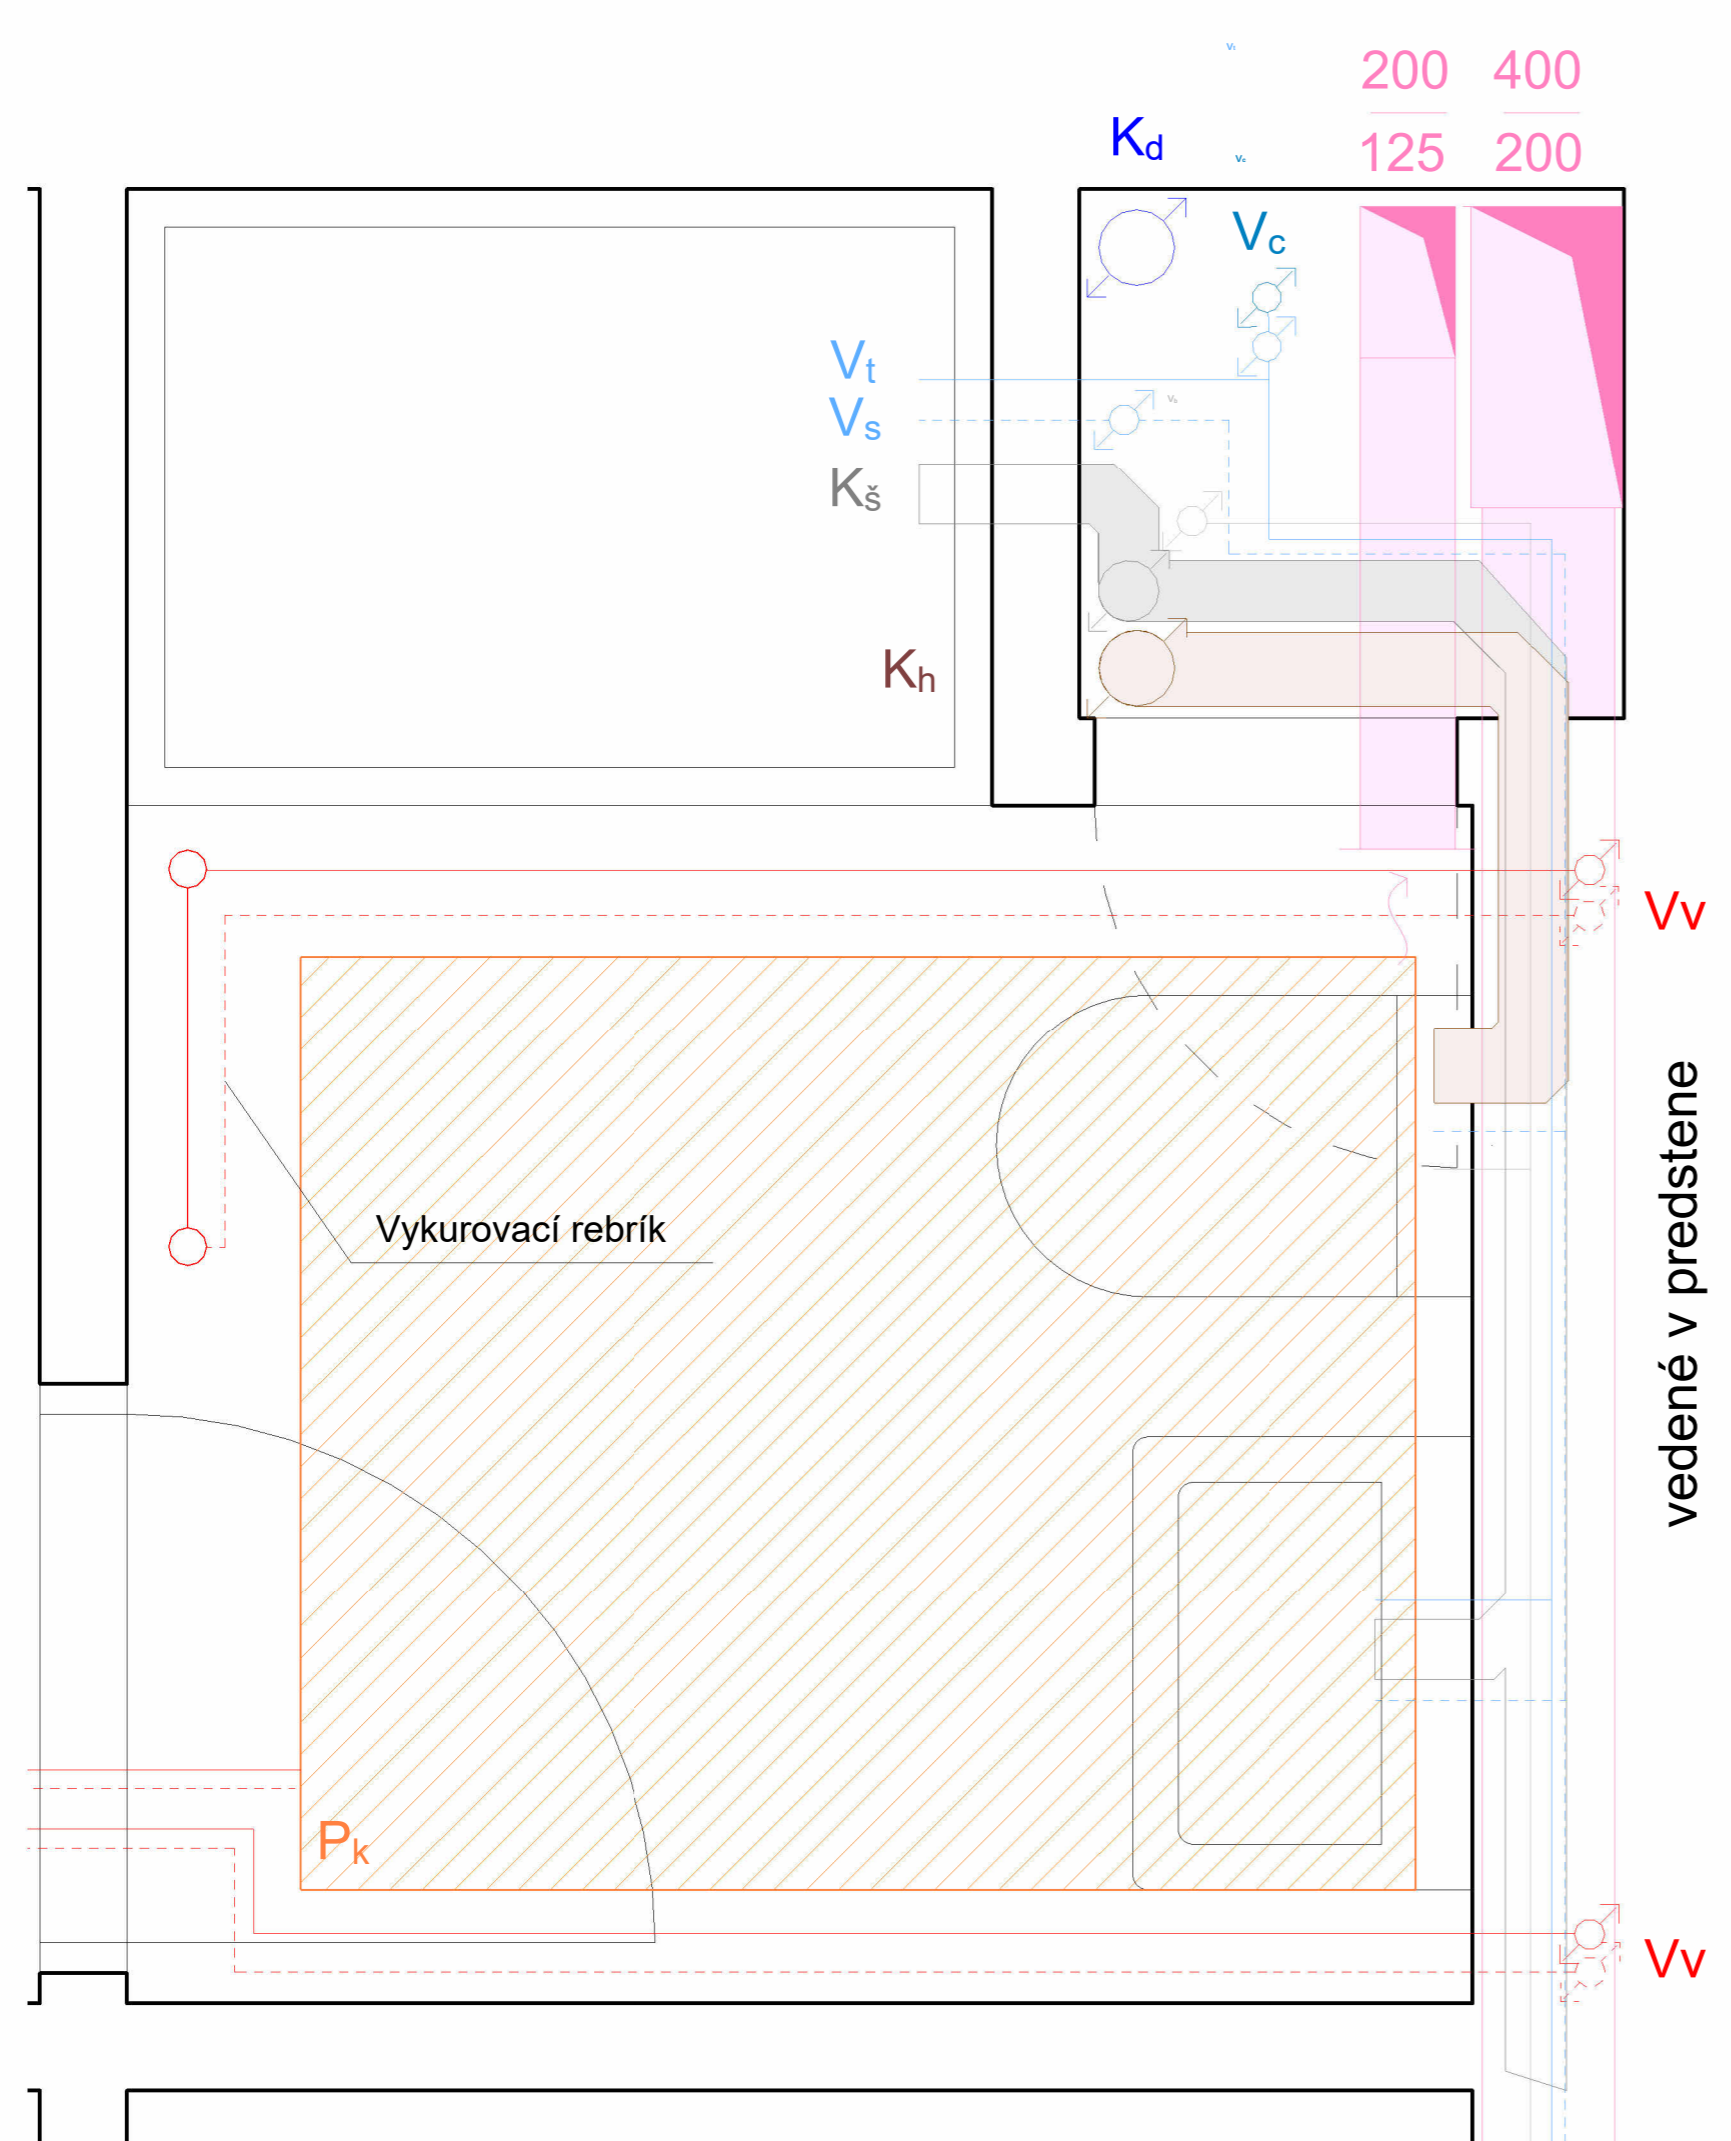 200 400
125 200
Kd
Vc
Vt
Vs
Kš
Kh
Vv
vedené v predstene
Vykurovací rebrík
Pk
Vv